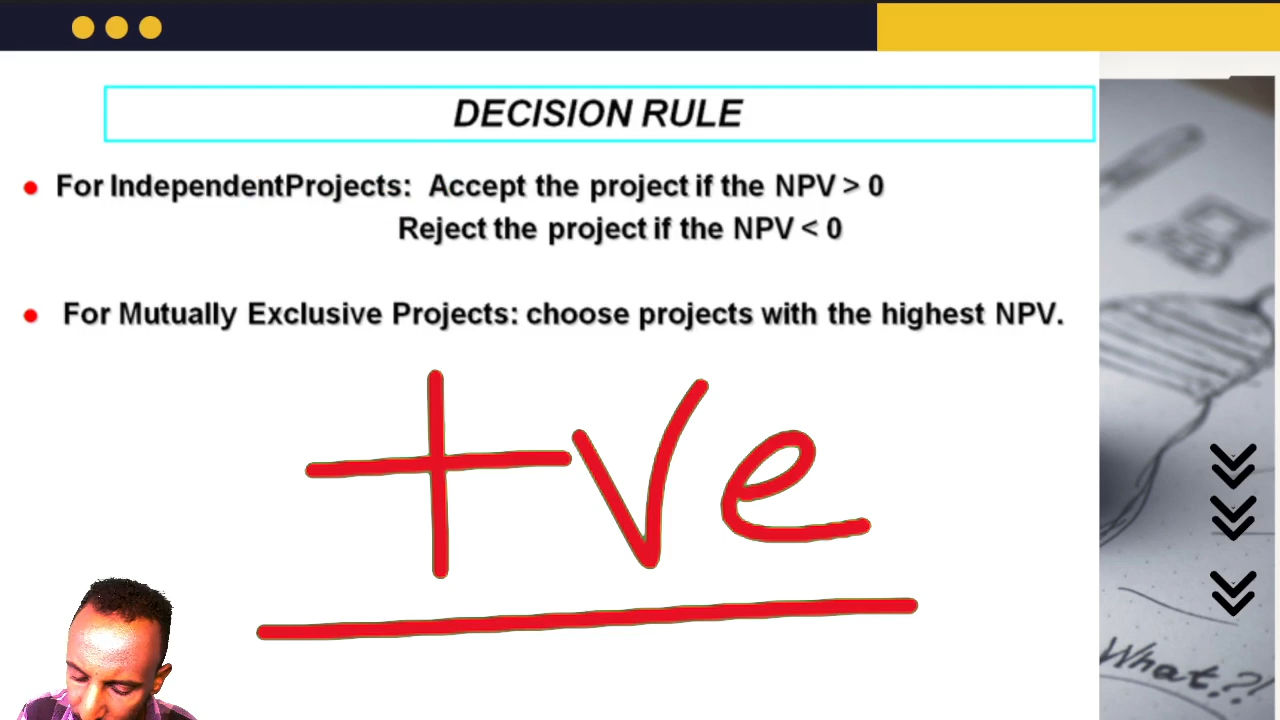 DECISION RULE
For IndependentProjects: Accept the project if the NPV > 0
Reject the project if the NPV < 0
For Mutually Exclusive Projects: choose projects with the highest NPV.
+ve
What?!